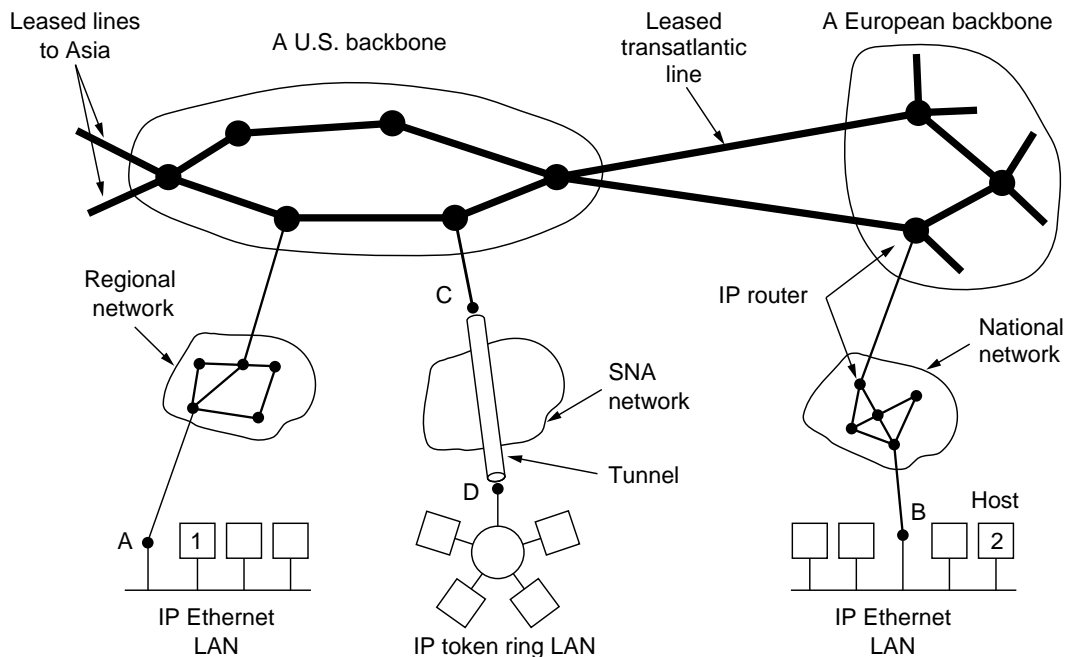 Leased lines
to Asia
A U.S. backbone
Leased
transatlantic
line
A European backbone
Regional
network
C
IP router
National
network
SNA
network
Tunnel
D
A
1
B
Host
2
IP Ethernet
LAN
IP token ring LAN
IP Ethernet
LAN